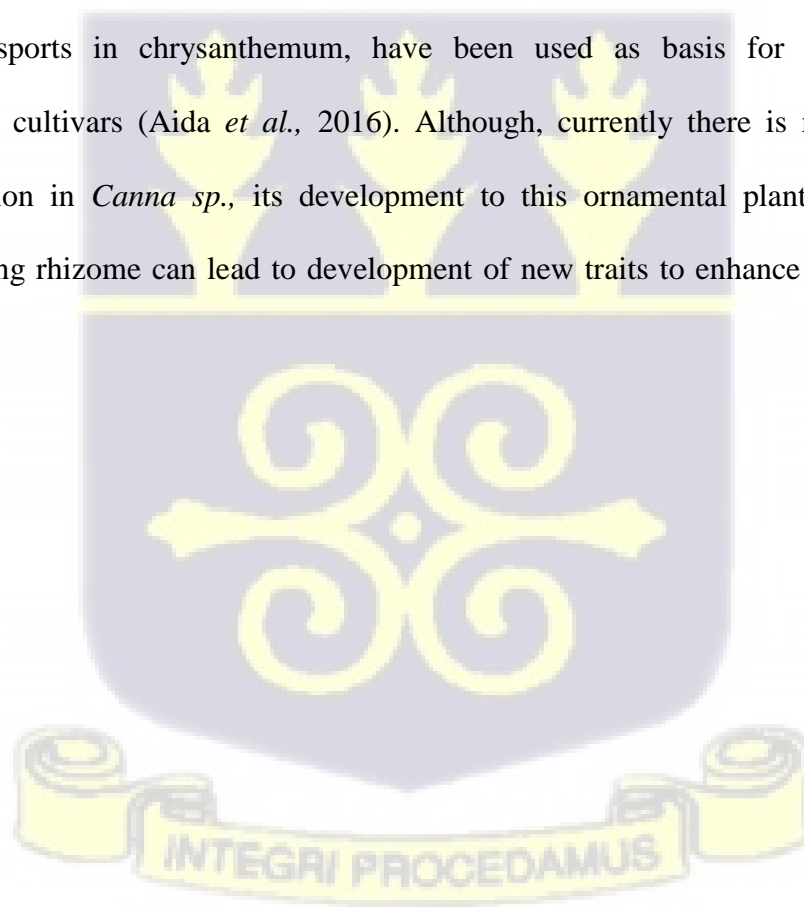 sports in chrysanthemum, have been used as basis for
cultivars (Aida et al., 2016). Although, currently there is
ion in Canna sp., its development to this ornamental plant
ng rhizome can lead to development of new traits to enhance
INTEGRI PROCEDAMUS